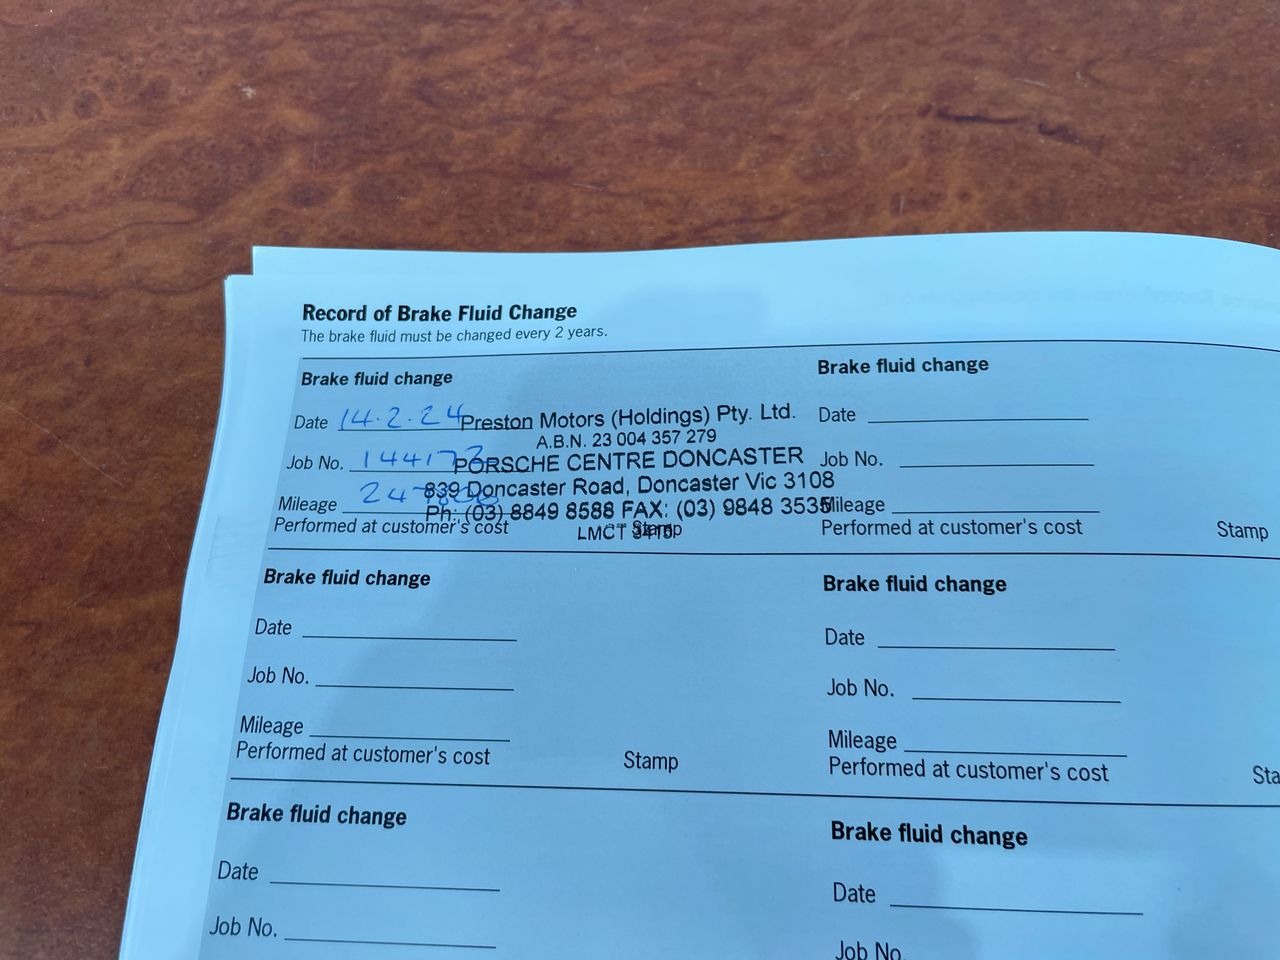 Record of Brake Fluid Change
The brake fluid must be changed every 2 years.
Brake fluid change
Date 14.2.24
Job No. 144173
Mileage
Performed at customer's cost
Stamp
Preston Motors (Holdings) Pty. Ltd.
A.B.N. 23 004 357 279
PORSCHE CENTRE DONCASTER
839 Doncaster Road, Doncaster Vic 3108
Ph: (03) 8849 8588 FAX: (03) 9848 3535
LMCT
Brake fluid change
Date
Job No.
Mileage
Performed at customer's cost
Stamp
Brake fluid change
Date
Job No.
Mileage
Performed at customer's cost
Stamp
Brake fluid change
Date
Job No.
Mileage
Performed at customer's cost
Sta
Brake fluid change
Date
Job No.
Brake fluid change
Date
Job No.